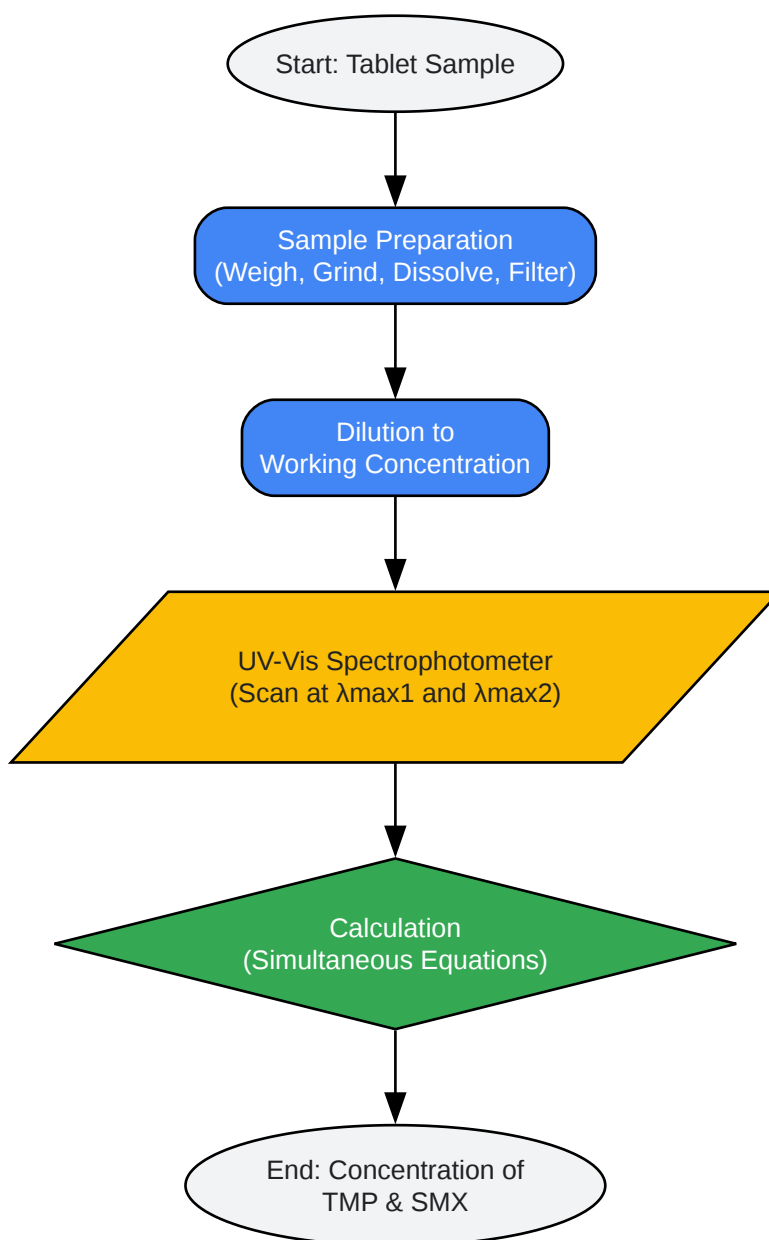 Start: Tablet Sample
Sample Preparation
(Weigh, Grind, Dissolve, Filter)
Dilution to
Working Concentration
UV-Vis Spectrophotometer
(Scan at λmax1 and λmax2)
Calculation
(Simultaneous Equations)
End: Concentration of
TMP & SMX